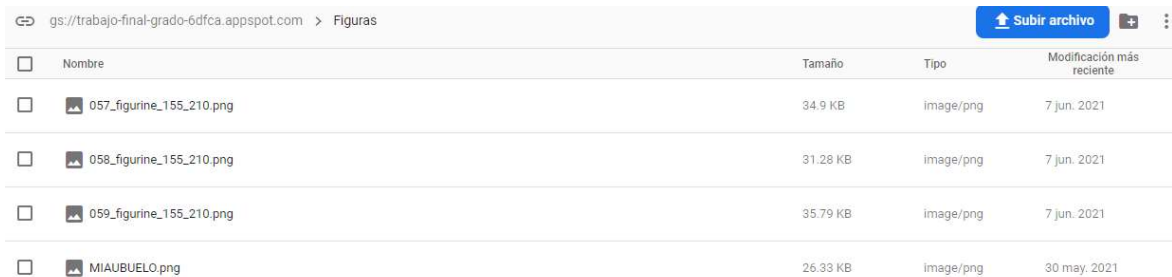 gs://trabajo-final-grado-6dfca.appspot.com > Figuras Subir archivo
Nombre Tamaño Tipo Modificación más reciente
057_figurine_155_210.png 34.9 KB image/png 7 jun. 2021
058_figurine_155_210.png 31.28 KB image/png 7 jun. 2021
059_figurine_155_210.png 35.79 KB image/png 7 jun. 2021
MIAUBUELO.png 26.33 KB image/png 30 may. 2021